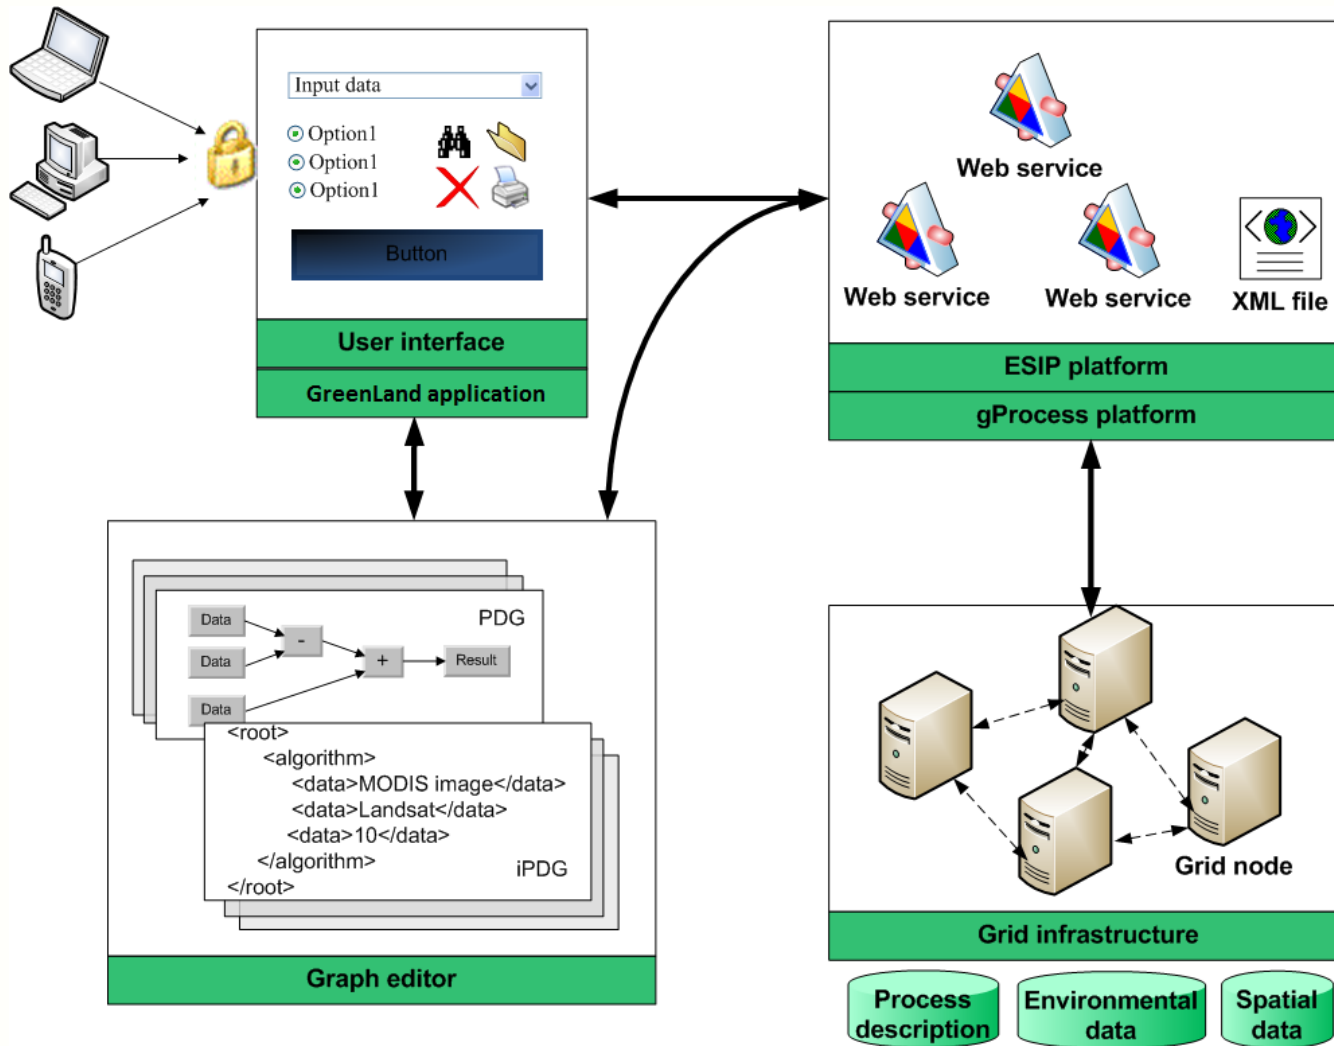 Input data
Option1
Option1
Option1
Button
User interface
GreenLand application
Web service
Web service
Web service
XML file
ESIP platform
gProcess platform
PDG
Data
-
Data
+
Result
Data
<root>
<algorithm>
<data>MODIS image</data>
<data>Landsat</data>
<data>10</data>
</algorithm>
iPDG
</root>
Graph editor
Grid node
Grid infrastructure
Process
description
Environmental
data
Spatial
data